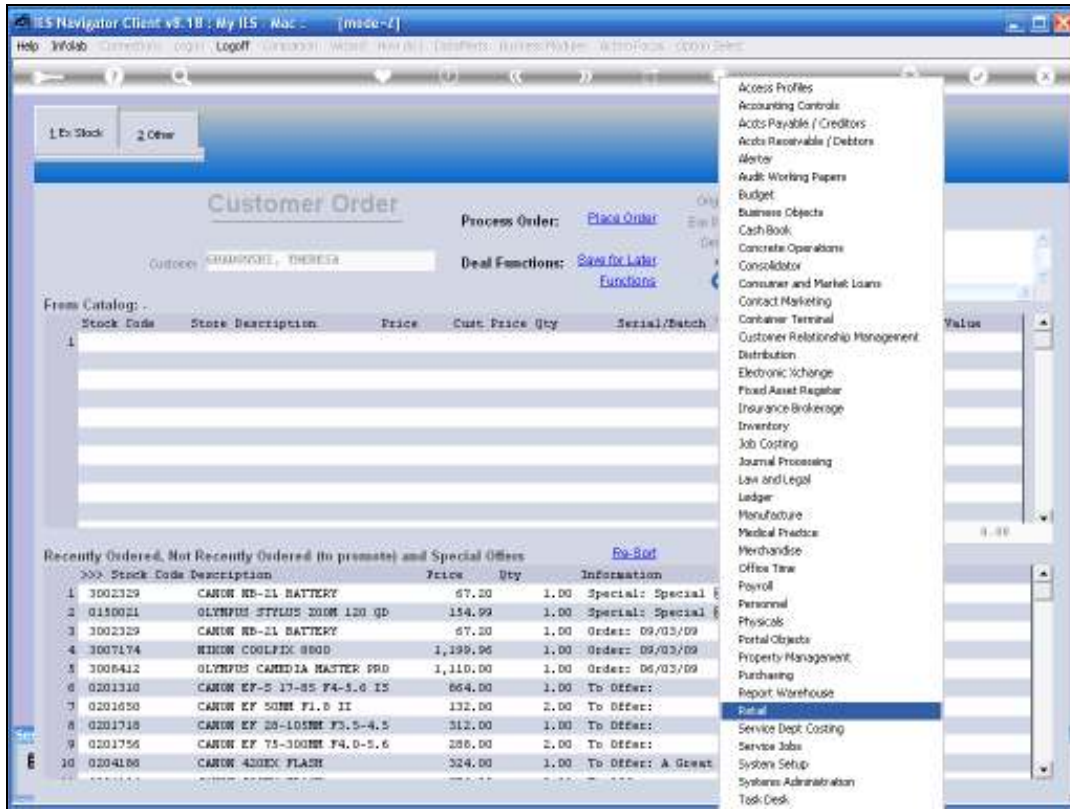 IES Navigator Client v8.18 : My IES - Mac
Help Infolab Logoff
1 Ex Stock 2 Other
Customer Order
Process Order: Place Order
Customer THERESA
Deal Functions: Save for Later
Functions
From Catalog: .
Stock Code Store Description Price Cust Price Qty Serial/Batch Value
1
0.00
Recently Ordered, Not Recently Ordered (to promote) and Special Offers Re-Sort
>>> Stock Code Description Price Qty Information
1 3002329 CANON NB-2L BATTERY 67.20 1.00 Special: Special
2 0150021 OLYMPUS STYLUS ZOOM 120 QD 154.99 1.00 Special: Special
3 3002329 CANON NB-2L BATTERY 67.20 1.00 Order: 09/03/09
4 3007174 NIKON COOLPIX 8800 1,199.96 1.00 Order: 09/03/09
5 3008412 OLYMPUS CAMEDIA MASTER PRO 1,110.00 1.00 Order: 06/03/09
6 0201310 CANON EF-S 17-85 F4-5.6 IS 864.00 1.00 To Offer:
7 0201650 CANON EF 50MM F1.8 II 132.00 2.00 To Offer:
8 0201718 CANON EF 28-105MM F3.5-4.5 312.00 1.00 To Offer:
9 0201756 CANON EF 75-300MM F4.0-5.6 288.00 2.00 To Offer:
10 0204186 CANON 420EX FLASH 324.00 1.00 To Offer: A Great
Access Profiles
Accounting Controls
Accts Payable / Creditors
Accts Receivable / Debtors
Alerter
Audit Working Papers
Budget
Business Objects
Cash Book
Concrete Operations
Consolidator
Consumer and Market Loans
Contact Marketing
Container Terminal
Customer Relationship Management
Distribution
Electronic Xchange
Fixed Asset Register
Insurance Brokerage
Inventory
Job Costing
Journal Processing
Law and Legal
Ledger
Manufacture
Medical Practice
Merchandise
Office Time
Payroll
Personnel
Physicals
Portal Objects
Property Management
Purchasing
Report Warehouse
Retail
Service Dept Costing
Service Jobs
System Setup
Systems Administration
Task Desk